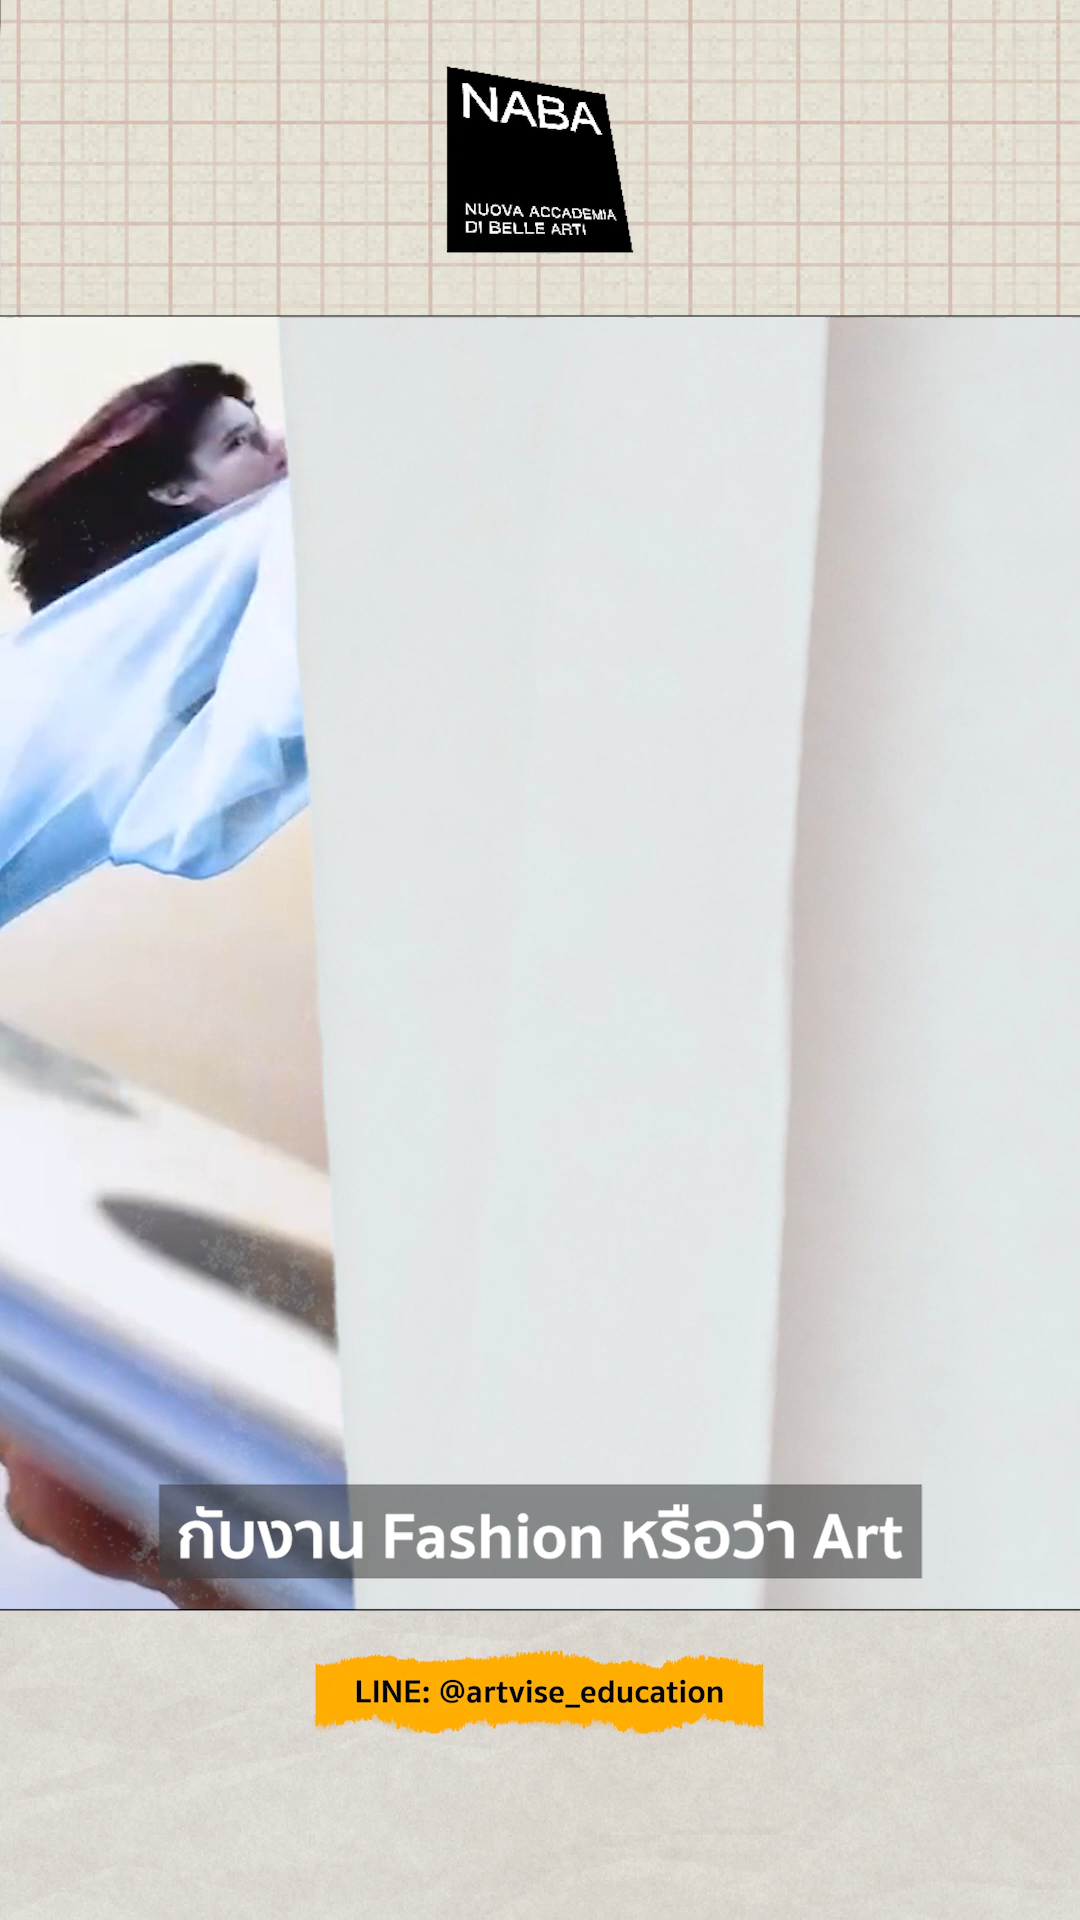 NABA
NUOVA ACCADEMIA
DI BELLE ARTI
กับงาน Fashion หรือว่า Art
LINE: @artvise_education